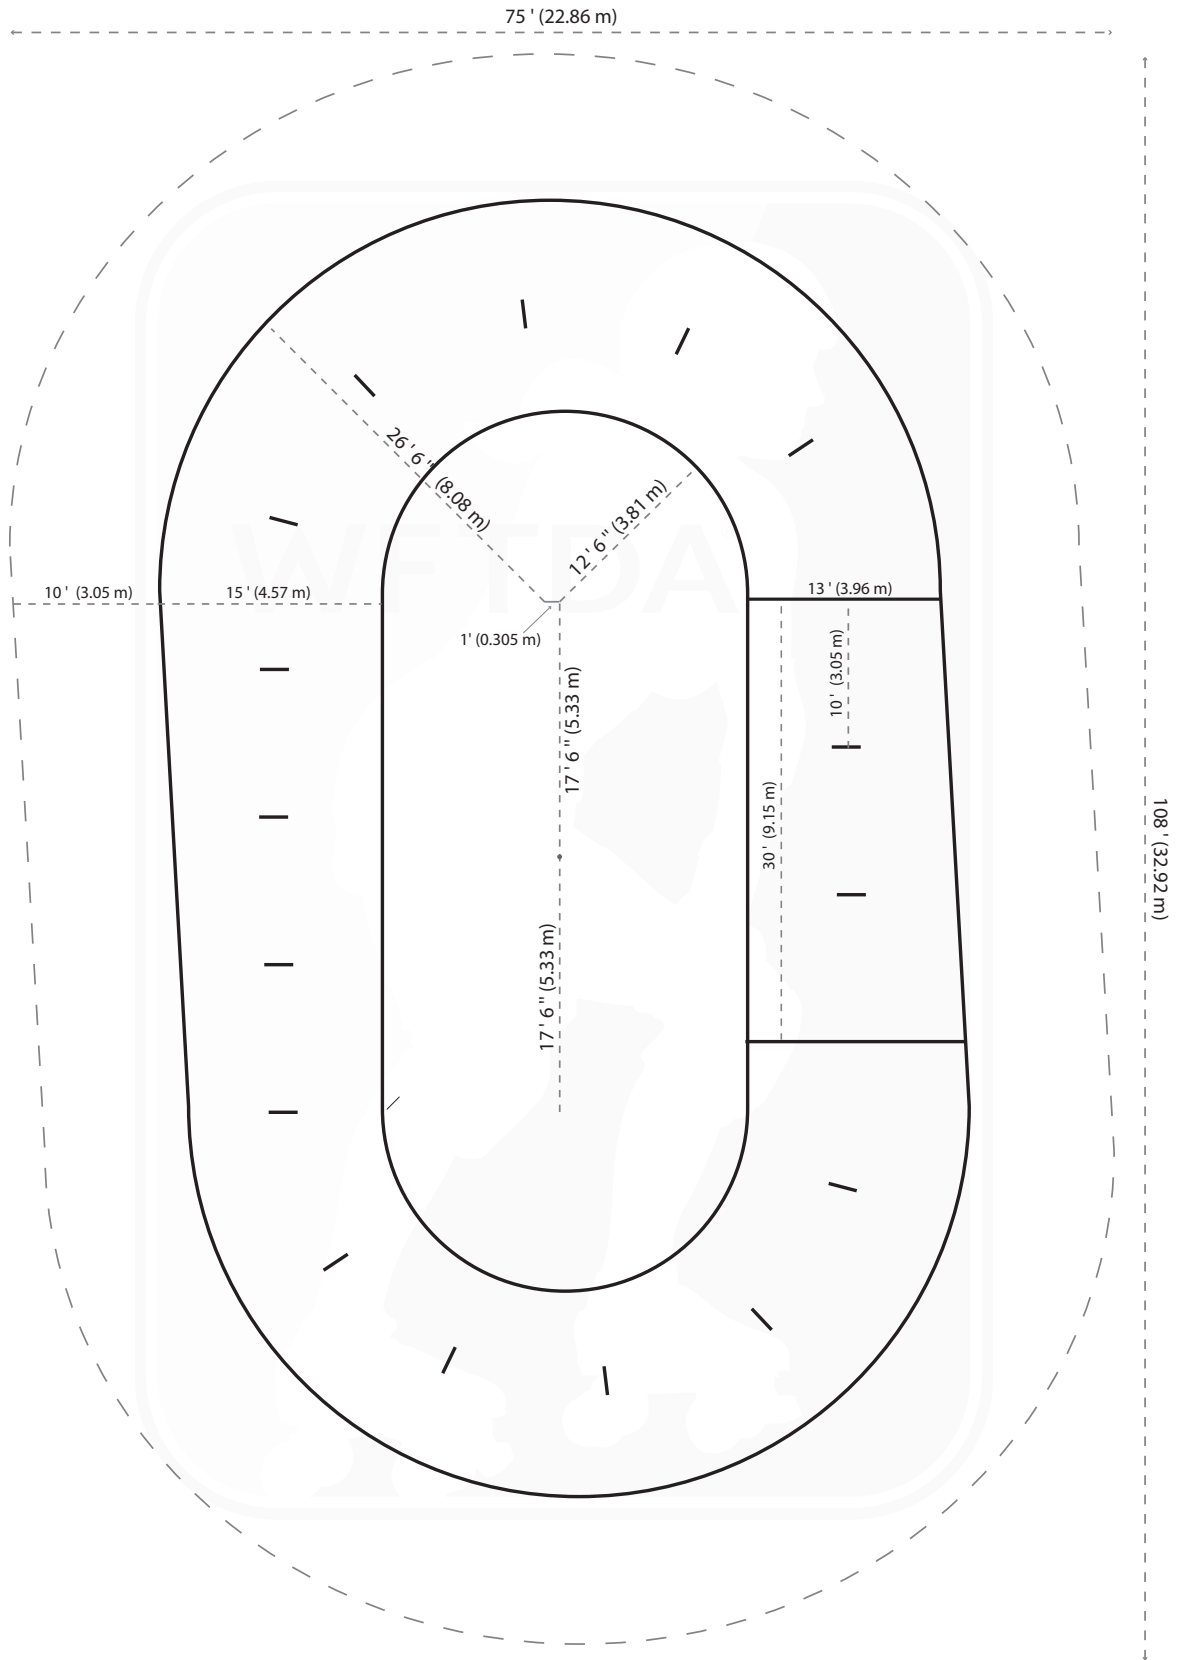 75 ' (22.86 m)
WFTDA
26 ' 6 " (8.08 m)
12 ' 6 " (3.81 m)
10 ' (3.05 m)
15 ' (4.57 m)
13 ' (3.96 m)
1' (0.305 m)
10 ' (3.05 m)
17 ' 6 " (5.33 m)
30 ' (9.15 m)
108 ' (32.92 m)
17 ' 6 " (5.33 m)